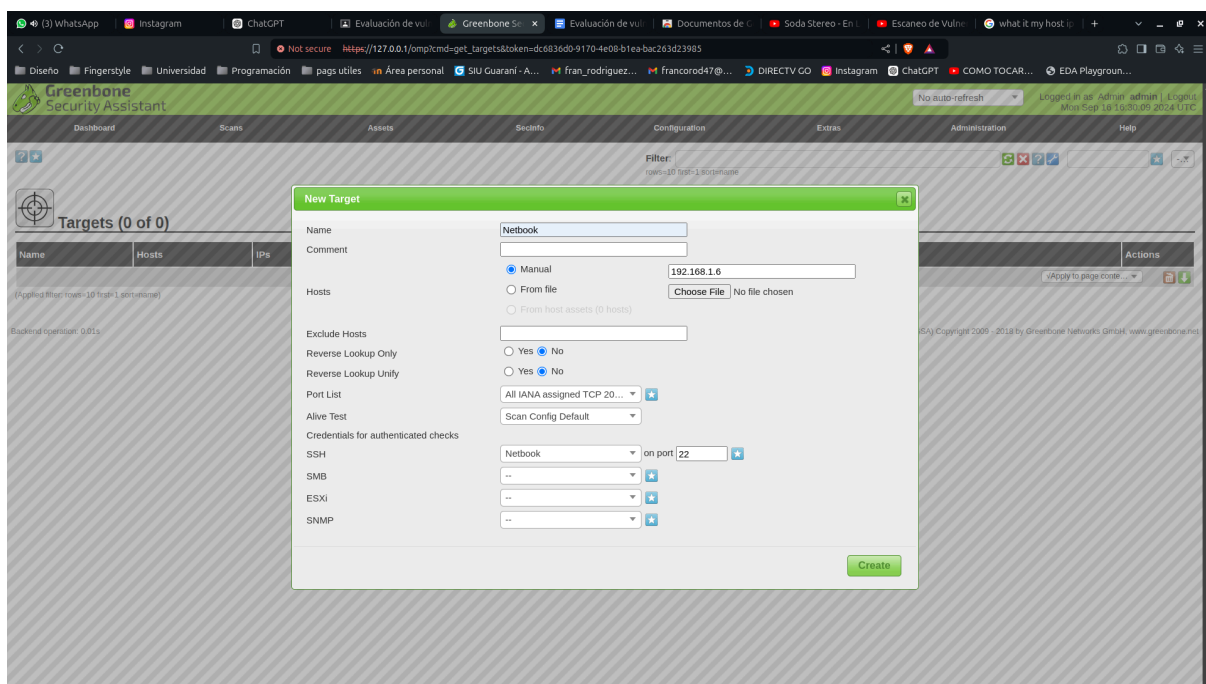 (3) WhatsApp Instagram ChatGPT Evaluación de vul Greenbone Se Evaluación de vul Documentos de G Soda Stereo - En L Escaneo de Vulne what it my host ip
Not secure https://127.0.0.1/omp?cmd=get_targets&token=dc6836d0-9170-4e08-b1ea-bac263d23985
Diseño Fingerstyle Universidad Programación pags utiles Área personal SIU Guaraní - A... fran_rodriguez... francorod47@... DIRECTV GO Instagram ChatGPT COMO TOCAR... EDA Playgroun...
Greenbone
Security Assistant
No auto-refresh
Logged in as Admin admin | Logout
Mon Sep 16 16:30:09 2024 UTC
Dashboard Scans Assets SecInfo Configuration Extras Administration Help
Filter:
rows=10 first=1 sort=name
Targets (0 of 0)
Name Hosts IPs Actions
√Apply to page conte...
(Applied filter: rows=10 first=1 sort=name)
Backend operation: 0.01s
SA) Copyright 2009 - 2018 by Greenbone Networks GmbH, www.greenbone.net
New Target
Name Netbook
Comment
Hosts
Manual 192.168.1.6
From file Choose File No file chosen
From host assets (0 hosts)
Exclude Hosts
Reverse Lookup Only Yes No
Reverse Lookup Unify Yes No
Port List All IANA assigned TCP 20...
Alive Test Scan Config Default
Credentials for authenticated checks
SSH Netbook on port 22
SMB --
ESXi --
SNMP --
Create